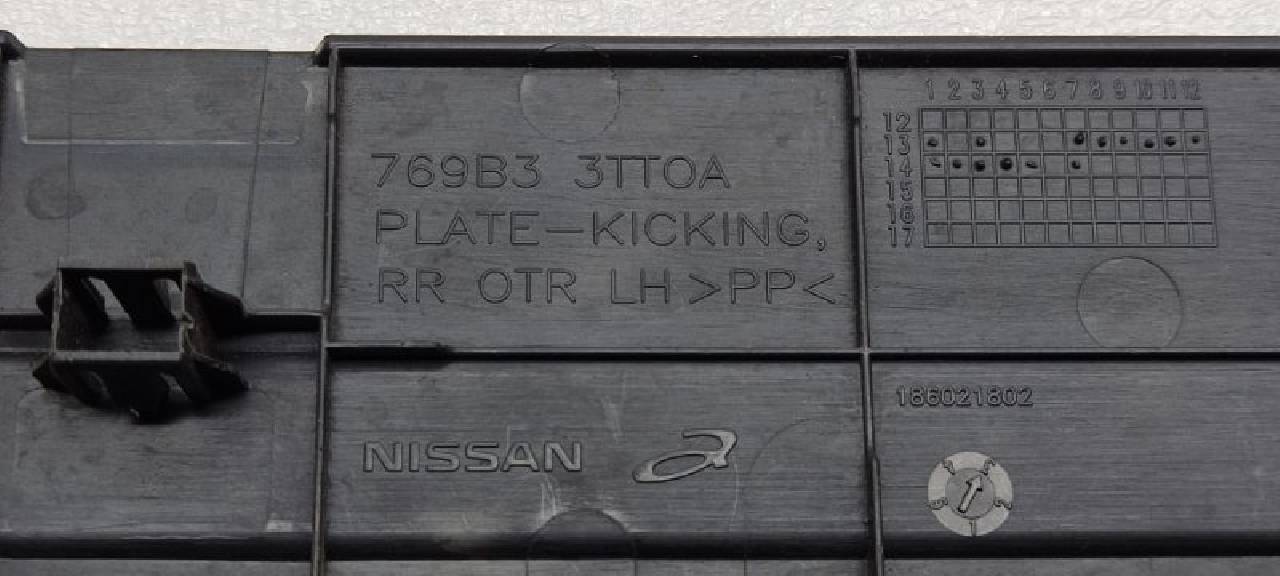 769B3 3TT0A
PLATE-KICKING,
RR OTR LH >PP<
NISSAN
1 2 3 4 5 6 7 8 9 10 11 12
12
13
14
15
16
17
186021802